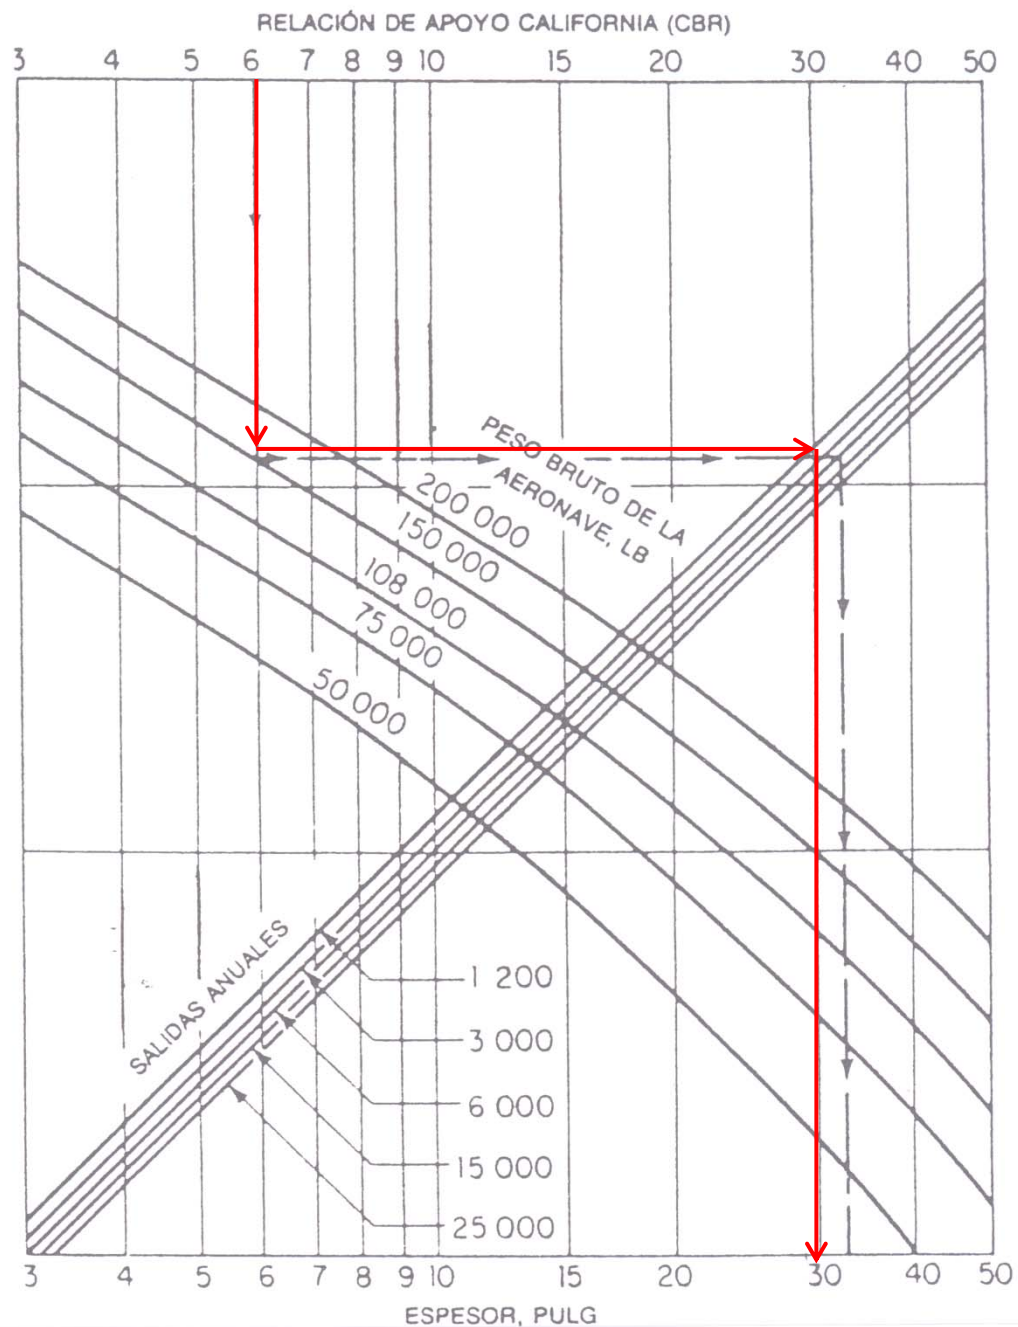 RELACIÓN DE APOYO CALIFORNIA (CBR)
3 4 5 6 7 8 9 10 15 20 30 40 50
PESO BRUTO DE LA
AERONAVE, LB
200 000
150 000
108 000
75 000
50 000
SALIDAS ANUALES
1 200
3 000
6 000
15 000
25 000
3 4 5 6 7 8 9 10 15 20 30 40 50
ESPESOR, PULG